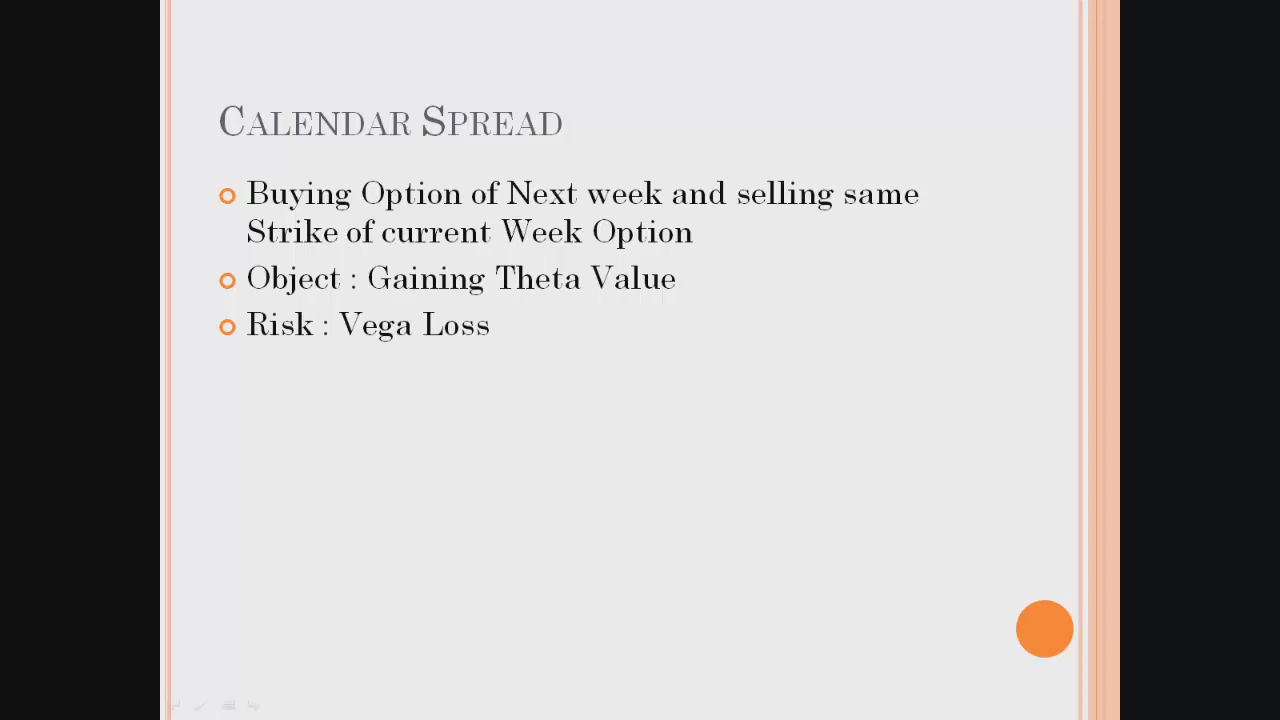 Calendar Spread
Buying Option of Next week and selling same
Strike of current Week Option
Object : Gaining Theta Value
Risk : Vega Loss